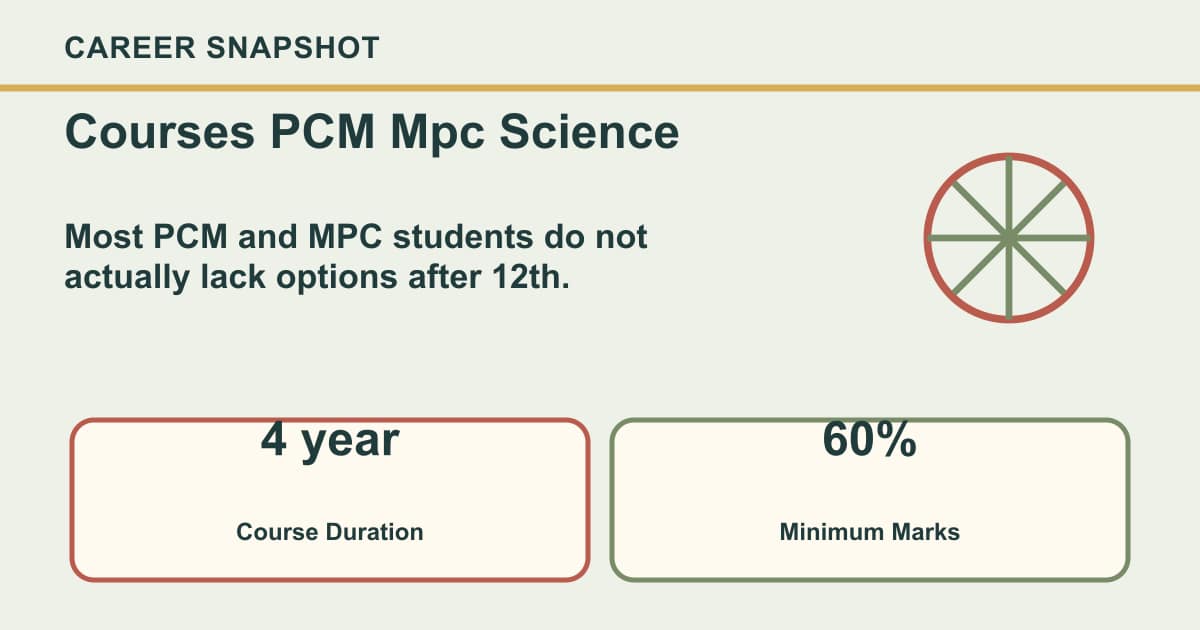 CAREER SNAPSHOT
Courses PCM Mpc Science
Most PCM and MPC students do not
actually lack options after 12th.
4 year
Course Duration
60%
Minimum Marks